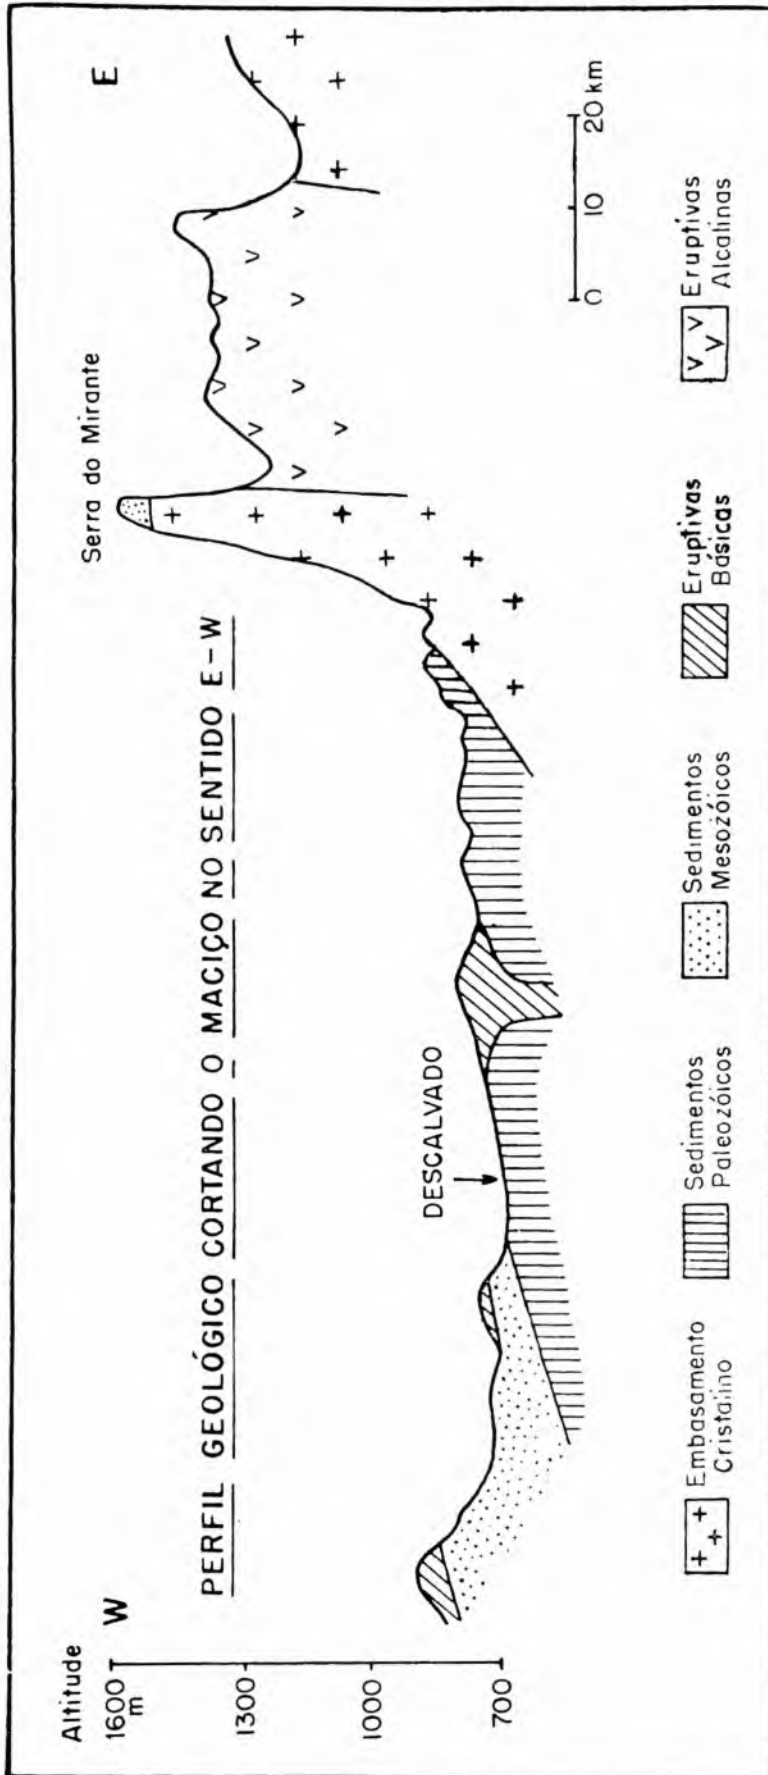 Altitude
1600
m
1300
1000
700
W
E
PERFIL GEOLÓGICO CORTANDO O MACIÇO NO SENTIDO E-W
Serra do Mirante
DESCALVADO
0 10 20 km
Embasamento
Cristalino
Sedimentos
Paleozóicos
Sedimentos
Mesozóicos
Eruptivas
Básicas
Eruptivas
Alcalinas